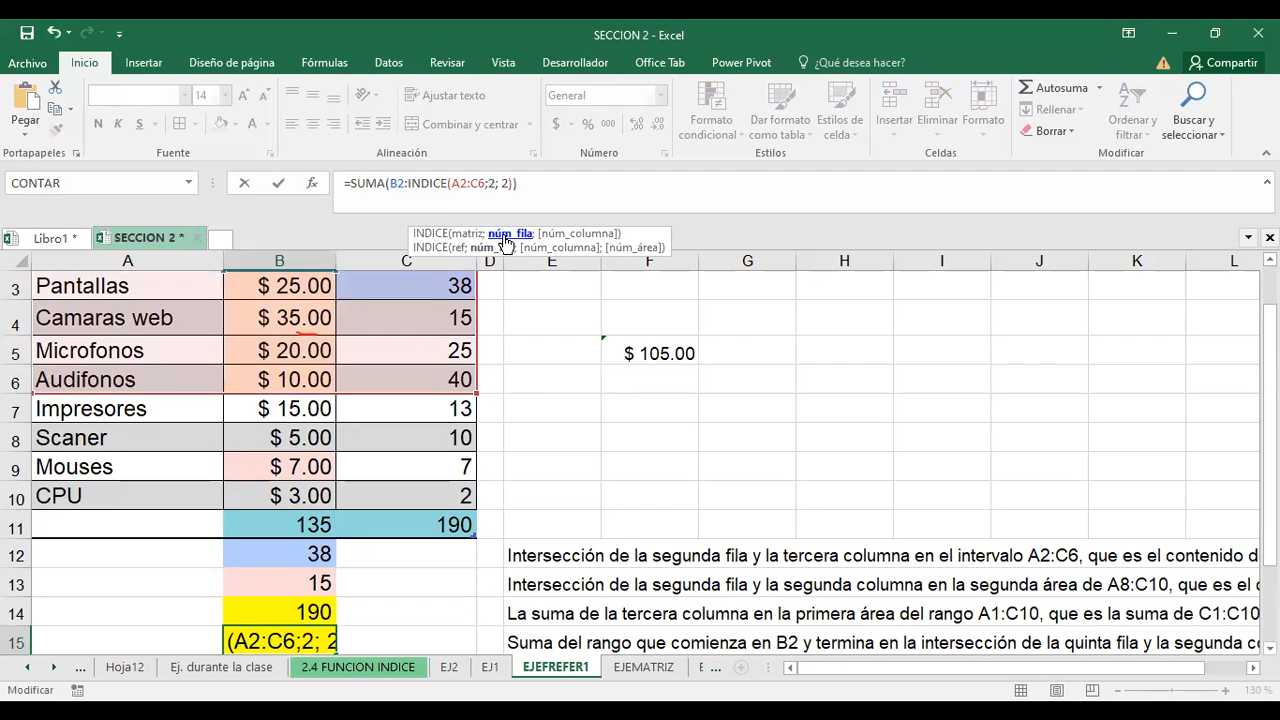 SECCION 2 - Excel
Archivo Inicio Insertar Diseño de página Fórmulas Datos Revisar Vista Desarrollador Office Tab Power Pivot ¿Qué desea hacer? Compartir
Pegar
14
N K S
Ajustar texto
Combinar y centrar
General
$ % 000
Formato condicional
Dar formato como tabla
Estilos de celda
Insertar Eliminar Formato
Autosuma
Rellenar
Borrar
Ordenar y filtrar
Buscar y seleccionar
Portapapeles Fuente Alineación Número Estilos Celdas Modificar
CONTAR fx =SUMA(B2:INDICE(A2:C6;2; 2))
Libro1 * SECCION 2 *
INDICE(matriz; núm_fila; [núm_columna])
INDICE(ref; [núm_columna]; [núm_área])
A B C D E F G H I J K L
3 Pantallas $ 25.00 38
4 Camaras web $ 35.00 15
5 Microfonos $ 20.00 25 $ 105.00
6 Audifonos $ 10.00 40
7 Impresores $ 15.00 13
8 Scaner $ 5.00 10
9 Mouses $ 7.00 7
10 CPU $ 3.00 2
11 135 190
12 38 Intersección de la segunda fila y la tercera columna en el intervalo A2:C6, que es el contenido d
13 15 Intersección de la segunda fila y la segunda columna en la segunda área de A8:C10, que es el c
14 190 La suma de la tercera columna en la primera área del rango A1:C10, que es la suma de C1:C10
15 (A2:C6;2; 2 Suma del rango que comienza en B2 y termina en la intersección de la quinta fila y la segunda co
... Hoja12 Ej. durante la clase 2.4 FUNCION INDICE EJ2 EJ1 EJEFREFER1 EJEMATRIZ E ...
Modificar 130 %